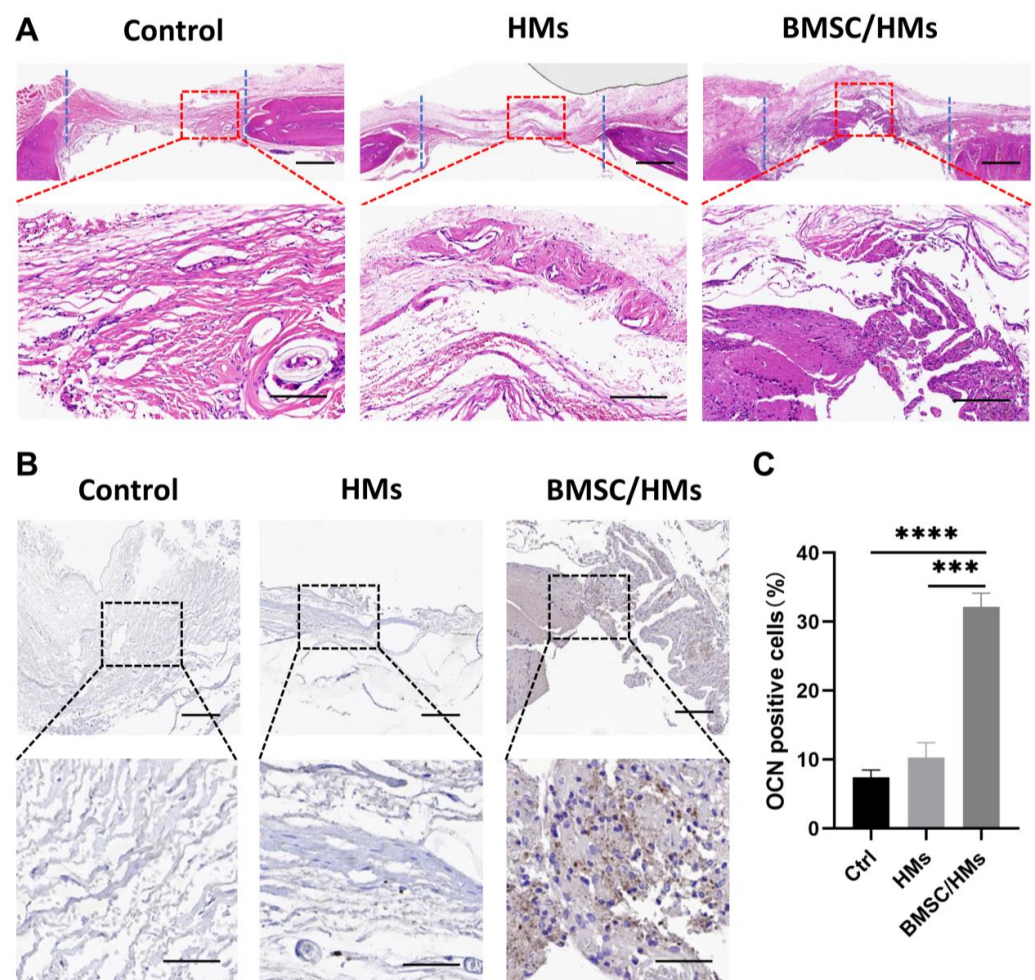 A
Control
HMs
BMSC/HMs
B
Control
HMs
BMSC/HMs
C
OCN positive cells(%)
40
30
20
10
0
****
***
Ctrl
HMs
BMSC/HMs